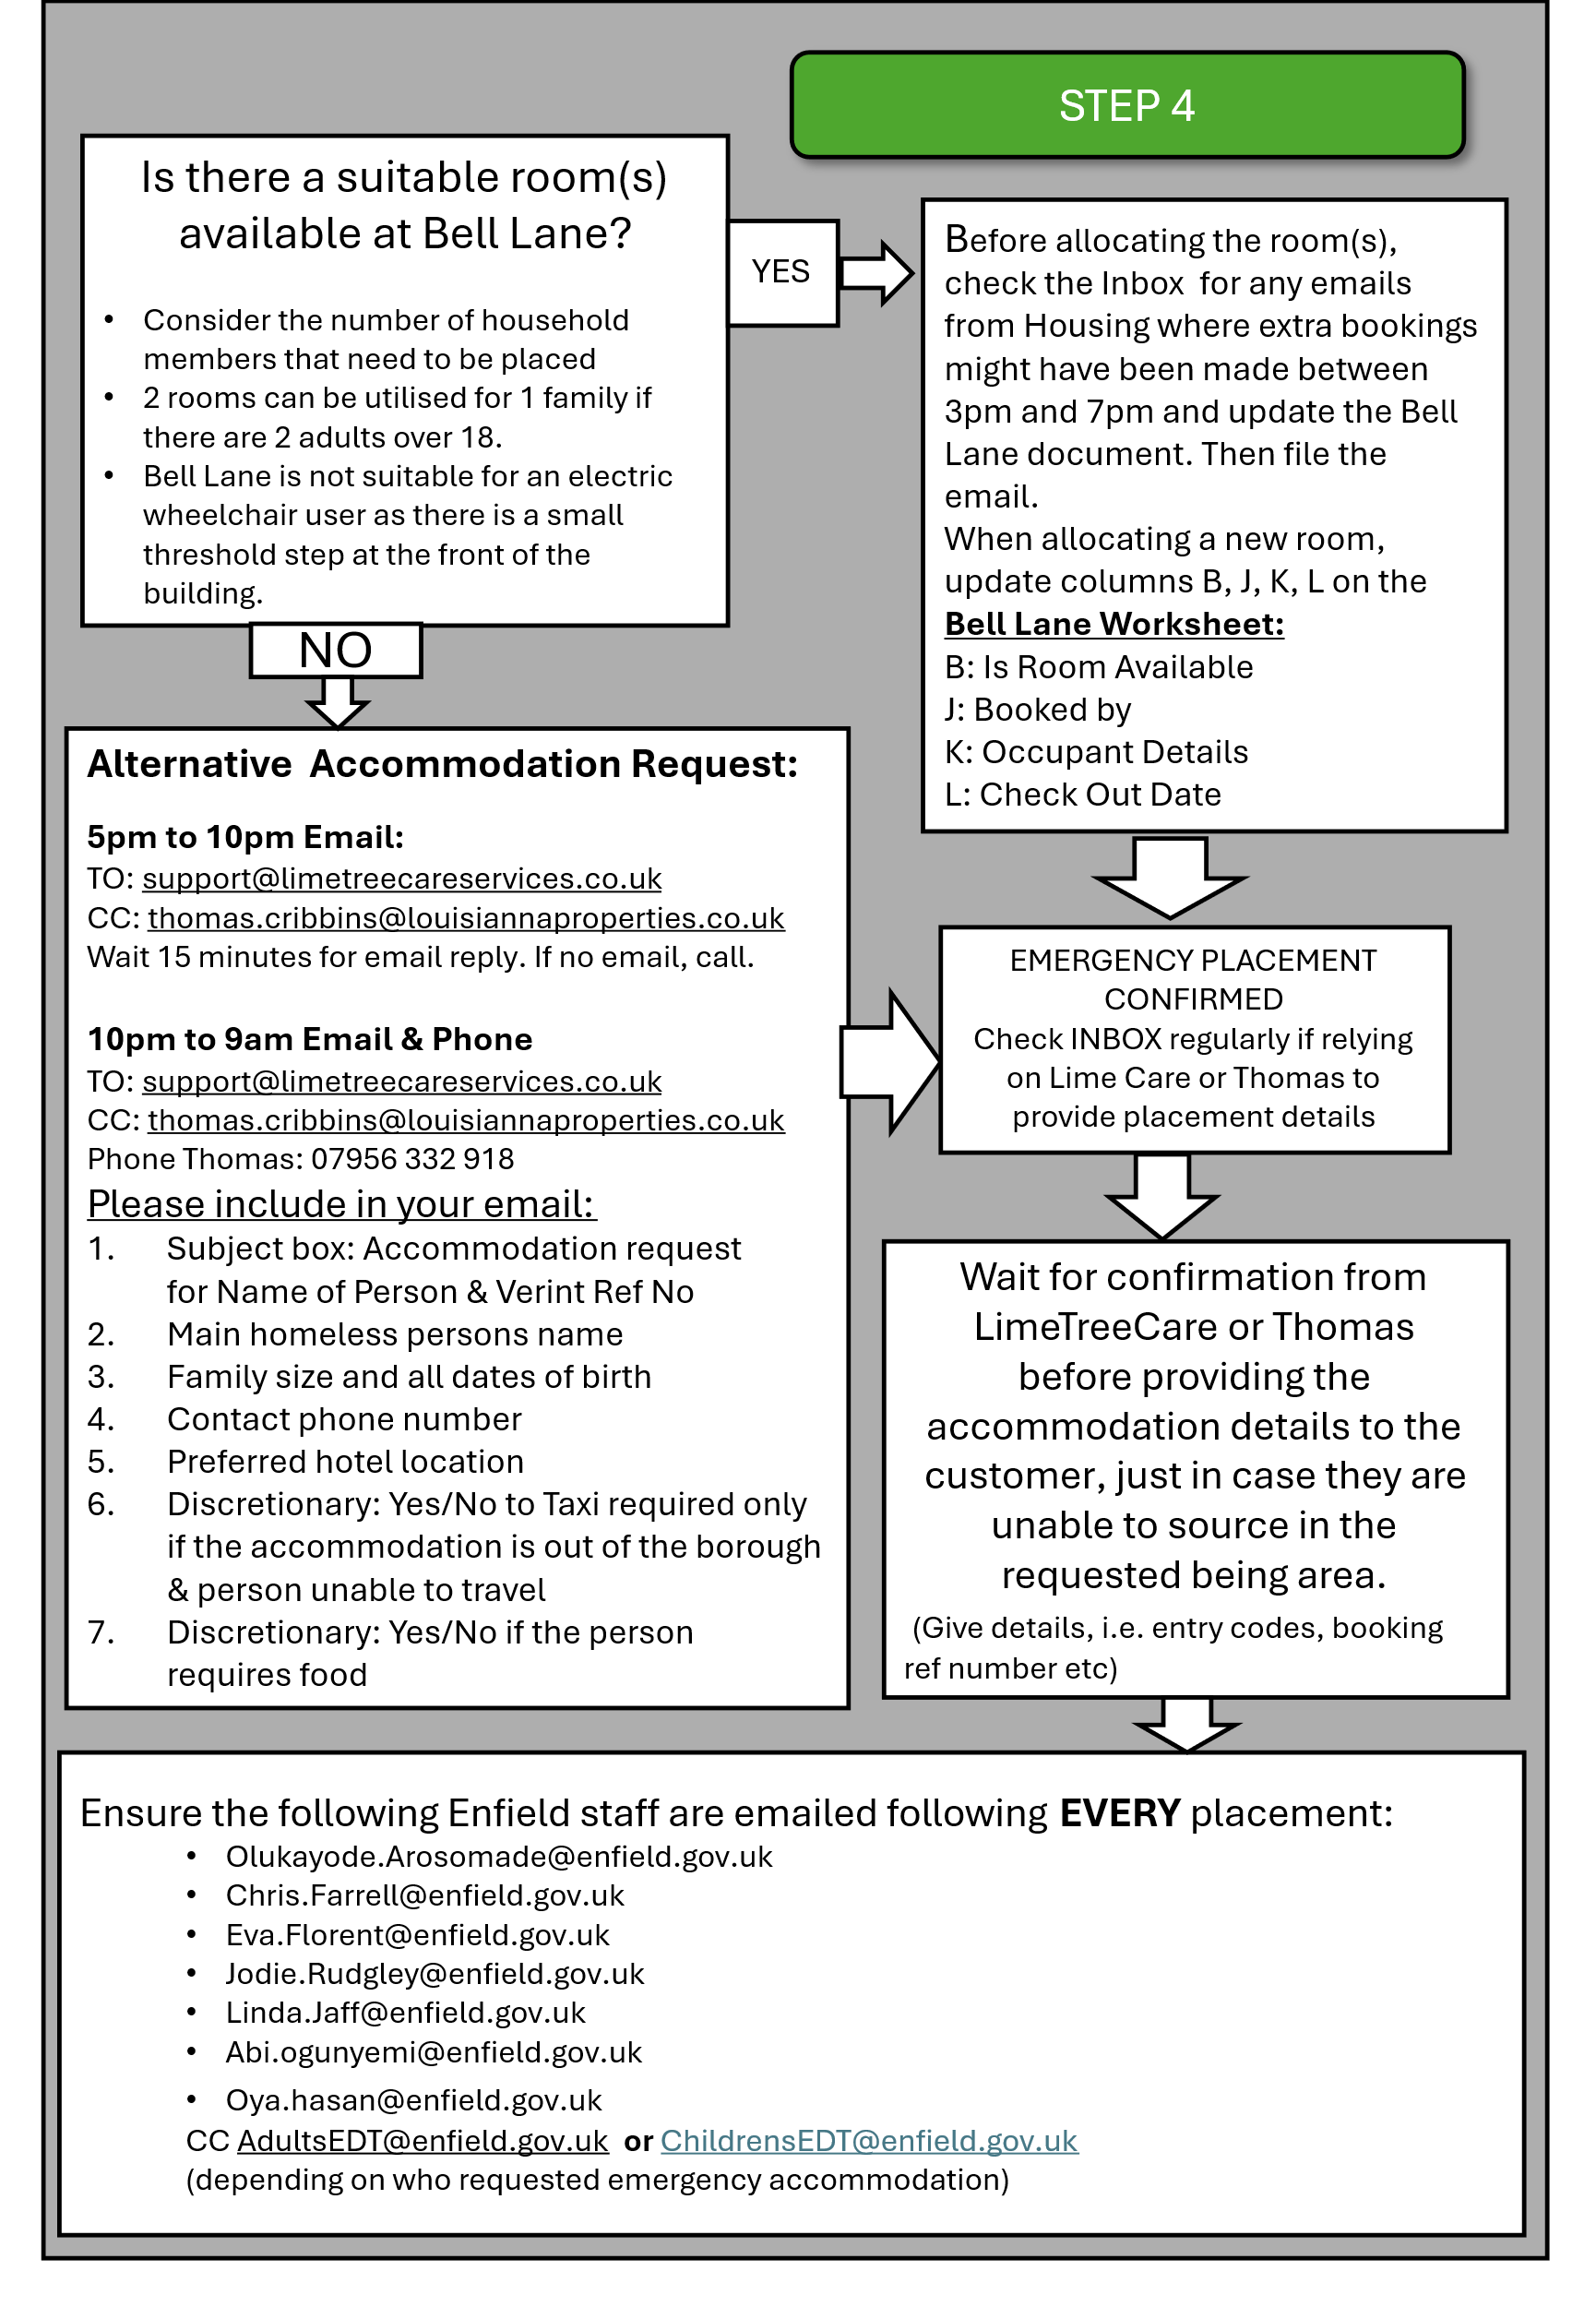 STEP 4
Is there a suitable room(s)
available at Bell Lane?
• Consider the number of household
members that need to be placed
• 2 rooms can be utilised for 1 family if
there are 2 adults over 18.
• Bell Lane is not suitable for an electric
wheelchair user as there is a small
threshold step at the front of the
building.
YES
Before allocating the room(s),
check the Inbox  for any emails
from Housing where extra bookings
might have been made between
3pm and 7pm and update the Bell
Lane document. Then file the
email.
When allocating a new room,
update columns B, J, K, L on the
Bell Lane Worksheet:
B: Is Room Available
J: Booked by
K: Occupant Details
L: Check Out Date
NO
Alternative  Accommodation Request:
5pm to 10pm Email:
TO: support@limetreecareservices.co.uk
CC: thomas.cribbins@louisiannaproperties.co.uk
Wait 15 minutes for email reply. If no email, call.
10pm to 9am Email & Phone
TO: support@limetreecareservices.co.uk
CC: thomas.cribbins@louisiannaproperties.co.uk
Phone Thomas: 07956 332 918
Please include in your email:
1. Subject box: Accommodation request
for Name of Person & Verint Ref No
2. Main homeless persons name
3. Family size and all dates of birth
4. Contact phone number
5. Preferred hotel location
6. Discretionary: Yes/No to Taxi required only
if the accommodation is out of the borough
& person unable to travel
7. Discretionary: Yes/No if the person
requires food
EMERGENCY PLACEMENT
CONFIRMED
Check INBOX regularly if relying
on Lime Care or Thomas to
provide placement details
Wait for confirmation from
LimeTreeCare or Thomas
before providing the
accommodation details to the
customer, just in case they are
unable to source in the
requested being area.
(Give details, i.e. entry codes, booking
ref number etc)
Ensure the following Enfield staff are emailed following EVERY placement:
• Olukayode.Arosomade@enfield.gov.uk
• Chris.Farrell@enfield.gov.uk
• Eva.Florent@enfield.gov.uk
• Jodie.Rudgley@enfield.gov.uk
• Linda.Jaff@enfield.gov.uk
• Abi.ogunyemi@enfield.gov.uk
• Oya.hasan@enfield.gov.uk
CC AdultsEDT@enfield.gov.uk  or ChildrensEDT@enfield.gov.uk
(depending on who requested emergency accommodation)